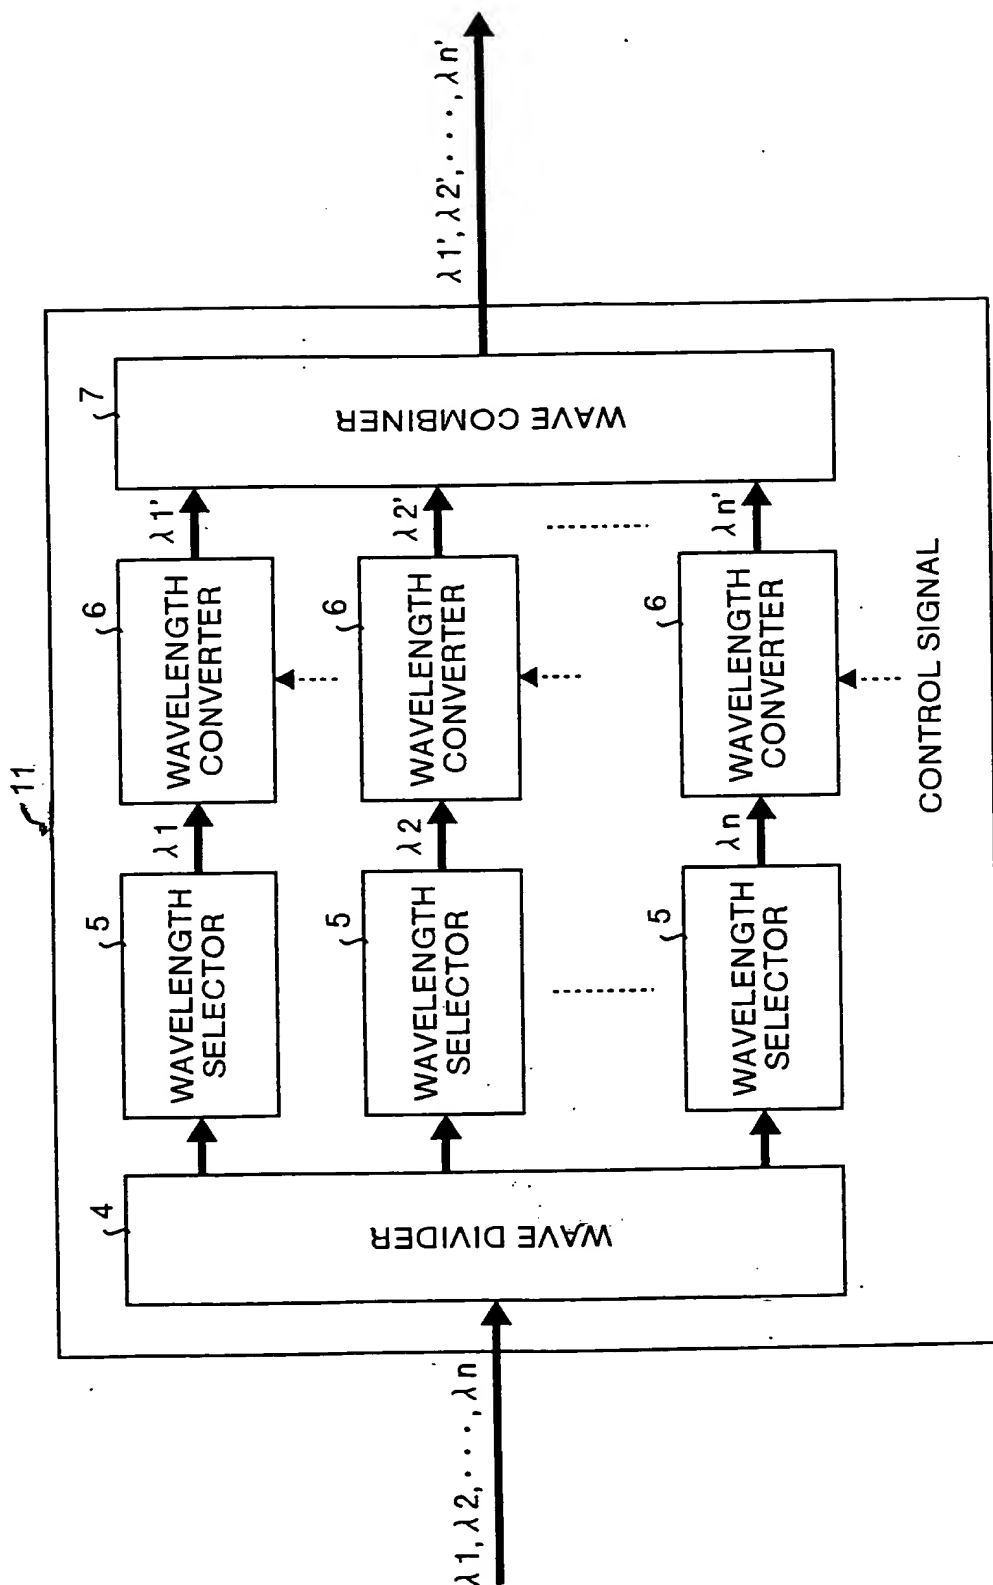 11
λ1, λ2, · · · ·, λn
4
WAVE DIVIDER
5
WAVELENGTH
SELECTOR
λ1
6
WAVELENGTH
CONVERTER
λ1'
5
WAVELENGTH
SELECTOR
λ2
6
WAVELENGTH
CONVERTER
λ2'
5
WAVELENGTH
SELECTOR
λn
6
WAVELENGTH
CONVERTER
λn'
7
WAVE COMBINER
λ1', λ2', · · · ·, λn'
CONTROL SIGNAL